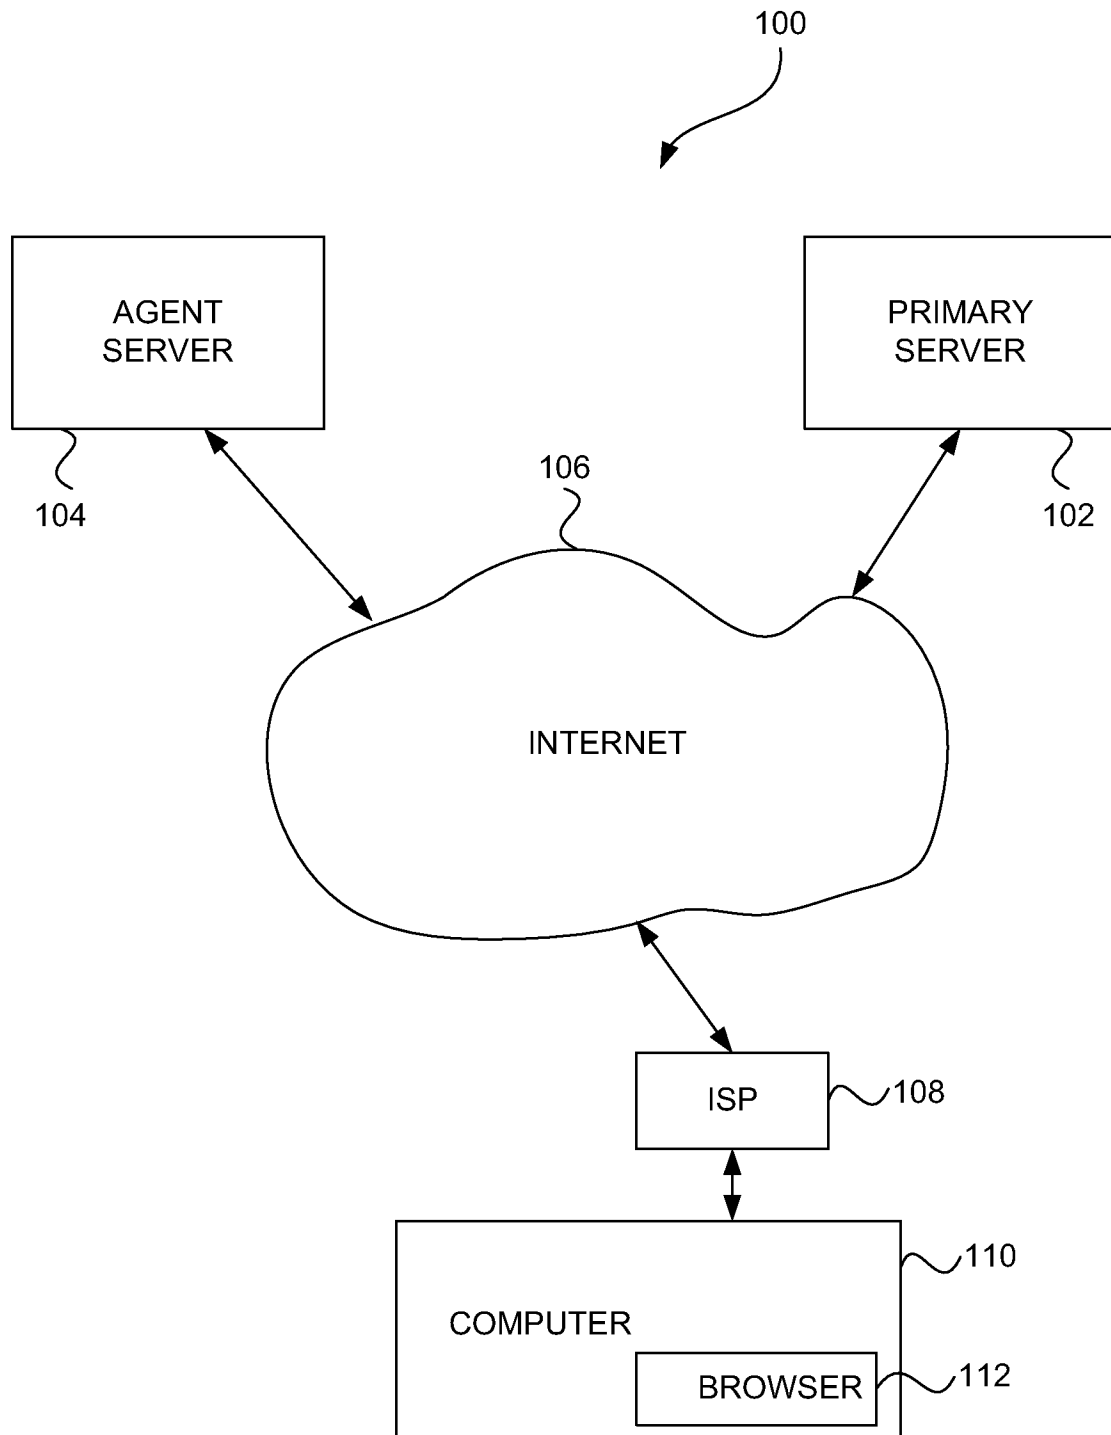 100
AGENT
SERVER
PRIMARY
SERVER
104
106
102
INTERNET
ISP
108
110
COMPUTER
BROWSER
112